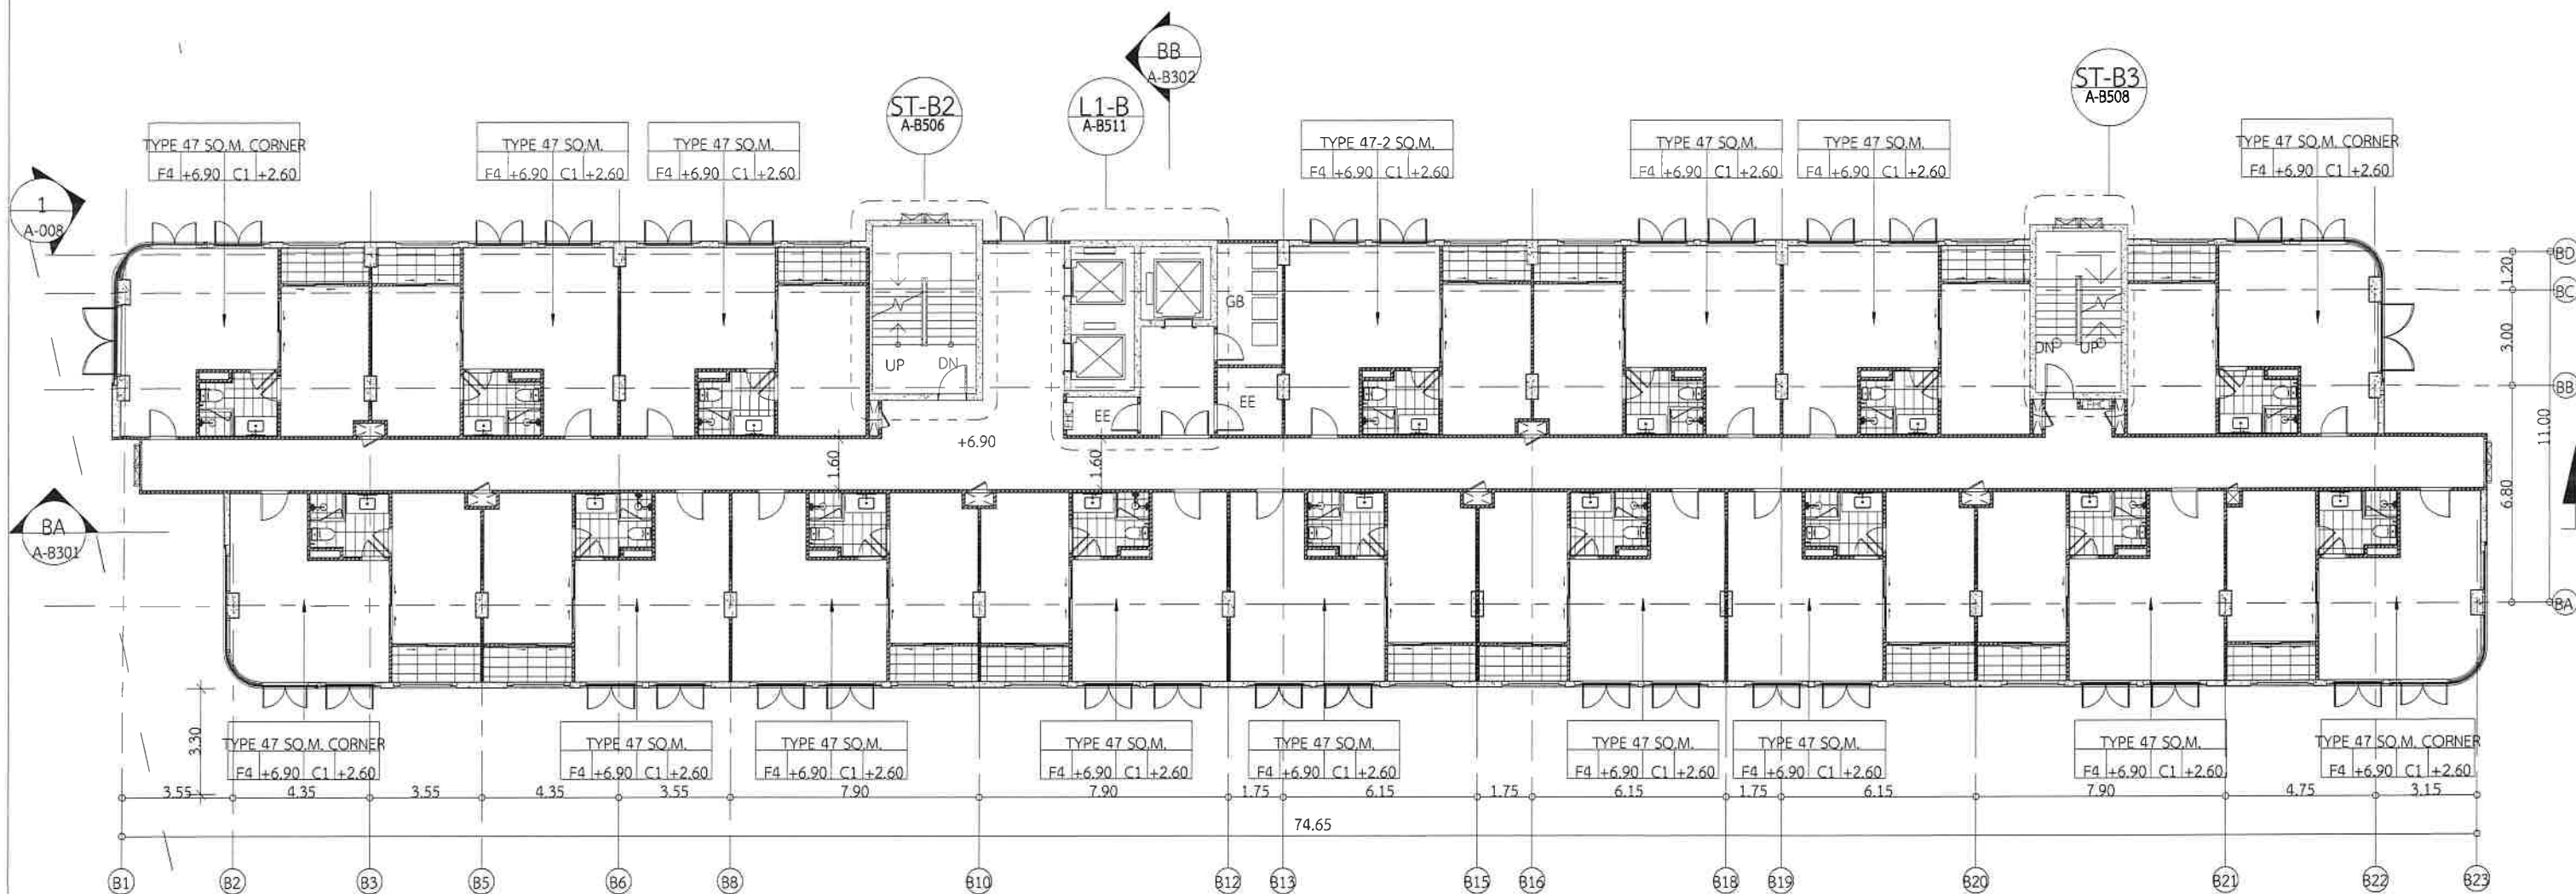 BB
A-B302
ST-B2
A-B506
L1-B
A-B511
ST-B3
A-B508
TYPE 47 SQ.M. CORNER
F4 +6.90 C1 +2.60
TYPE 47 SQ.M.
F4 +6.90 C1 +2.60
TYPE 47 SQ.M.
F4 +6.90 C1 +2.60
TYPE 47-2 SQ.M.
F4 +6.90 C1 +2.60
TYPE 47 SQ.M.
F4 +6.90 C1 +2.60
TYPE 47 SQ.M.
F4 +6.90 C1 +2.60
TYPE 47 SQ.M. CORNER
F4 +6.90 C1 +2.60
1
A-008
BD
1.20
BC
GB
3.00
UP DN
DN UP
BB
EE
EE
+6.90
11.00
1.60
1.60
6.80
BA
A-B301
BA
3.30
TYPE 47 SQ.M. CORNER
F4 +6.90 C1 +2.60
TYPE 47 SQ.M.
F4 +6.90 C1 +2.60
TYPE 47 SQ.M.
F4 +6.90 C1 +2.60
TYPE 47 SQ.M.
F4 +6.90 C1 +2.60
TYPE 47 SQ.M.
F4 +6.90 C1 +2.60
TYPE 47 SQ.M.
F4 +6.90 C1 +2.60
TYPE 47 SQ.M.
F4 +6.90 C1 +2.60
TYPE 47 SQ.M.
F4 +6.90 C1 +2.60
TYPE 47 SQ.M. CORNER
F4 +6.90 C1 +2.60
3.55 4.35 3.55 4.35 3.55 7.90 7.90 1.75 6.15 1.75 6.15 1.75 6.15 7.90 4.75 3.15
74.65
B1 B2 B3 B5 B6 B8 B10 B12 B13 B15 B16 B18 B19 B20 B21 B22 B23